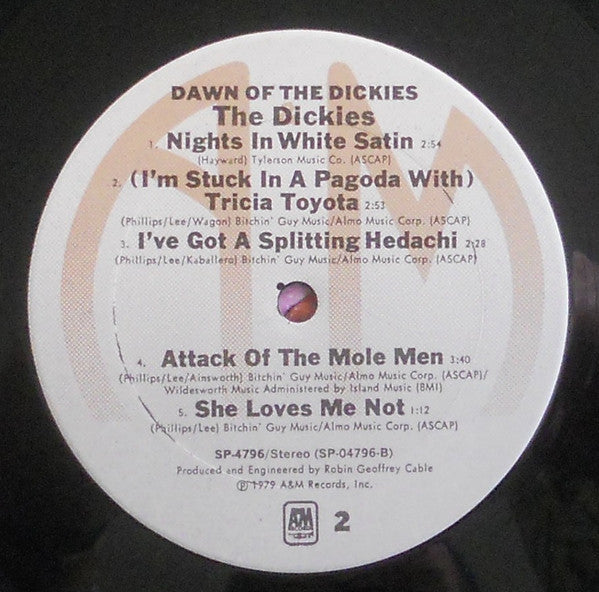 DAWN OF THE DICKIES
The Dickies
1. Nights In White Satin 2:54
(Hayward) Tylerson Music Co. (ASCAP)
2. (I'm Stuck In A Pagoda With)
Tricia Toyota 2:53
(Phillips/Lee/Wagon) Bitchin' Guy Music/Almo Music Corp. (ASCAP)
3. I've Got A Splitting Hedachi 2:28
(Phillips/Lee/Kaballero) Bitchin' Guy Music/Almo Music Corp. (ASCAP)
4. Attack Of The Mole Men 3:40
(Phillips/Lee/Ainsworth) Bitchin' Guy Music/Almo Music Corp. (ASCAP)/
Wildesworth Music Administered by Island Music (BMI)
5. She Loves Me Not 1:12
(Phillips/Lee) Bitchin' Guy Music/Almo Music Corp. (ASCAP)
SP-4796/Stereo (SP-04796-B)
Produced and Engineered by Robin Geoffrey Cable
℗ 1979 A&M Records, Inc.
A&M RECORDS 2